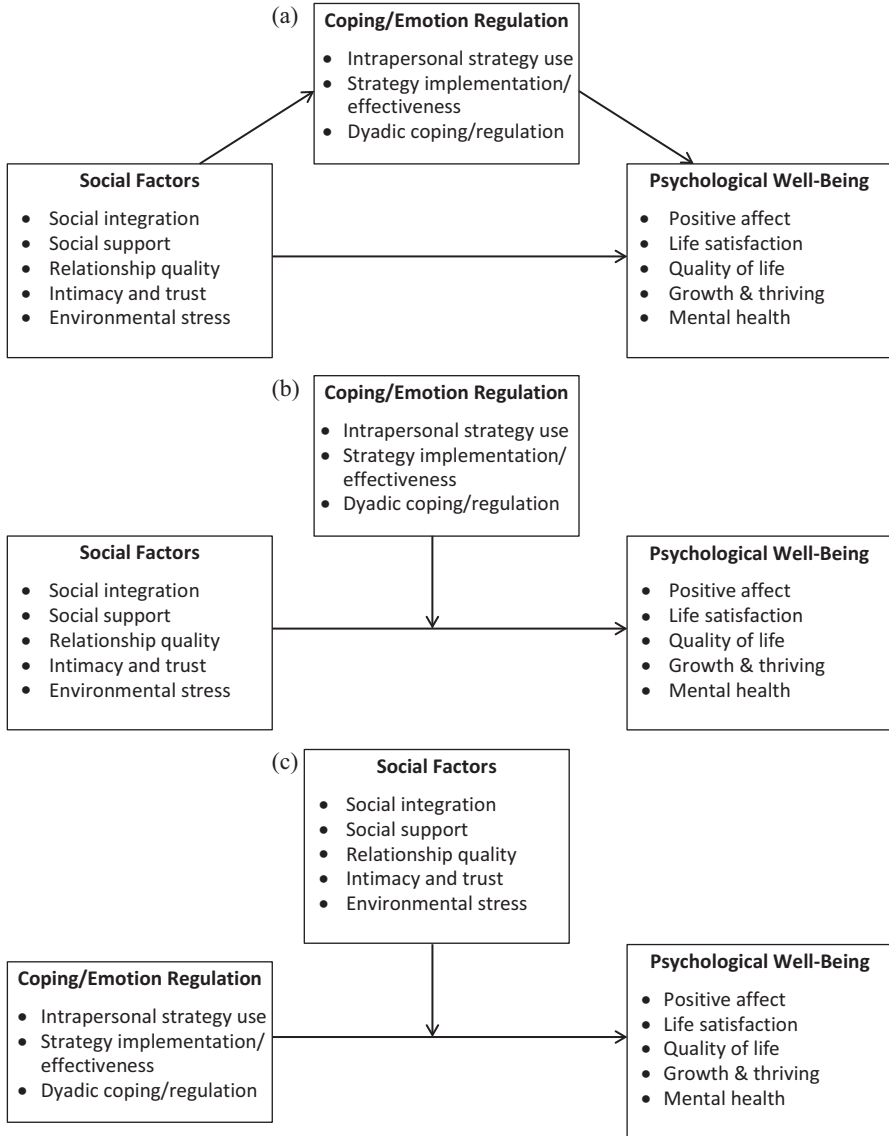 (a)
Coping/Emotion Regulation
• Intrapersonal strategy use
• Strategy implementation/
effectiveness
• Dyadic coping/regulation
Social Factors
• Social integration
• Social support
• Relationship quality
• Intimacy and trust
• Environmental stress
Psychological Well-Being
• Positive affect
• Life satisfaction
• Quality of life
• Growth & thriving
• Mental health
(b)
Coping/Emotion Regulation
• Intrapersonal strategy use
• Strategy implementation/
effectiveness
• Dyadic coping/regulation
Social Factors
• Social integration
• Social support
• Relationship quality
• Intimacy and trust
• Environmental stress
Psychological Well-Being
• Positive affect
• Life satisfaction
• Quality of life
• Growth & thriving
• Mental health
(c)
Social Factors
• Social integration
• Social support
• Relationship quality
• Intimacy and trust
• Environmental stress
Coping/Emotion Regulation
• Intrapersonal strategy use
• Strategy implementation/
effectiveness
• Dyadic coping/regulation
Psychological Well-Being
• Positive affect
• Life satisfaction
• Quality of life
• Growth & thriving
• Mental health